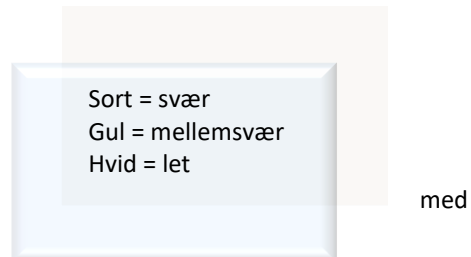 Sort = svær
Gul = mellemsvær
Hvid = let
med